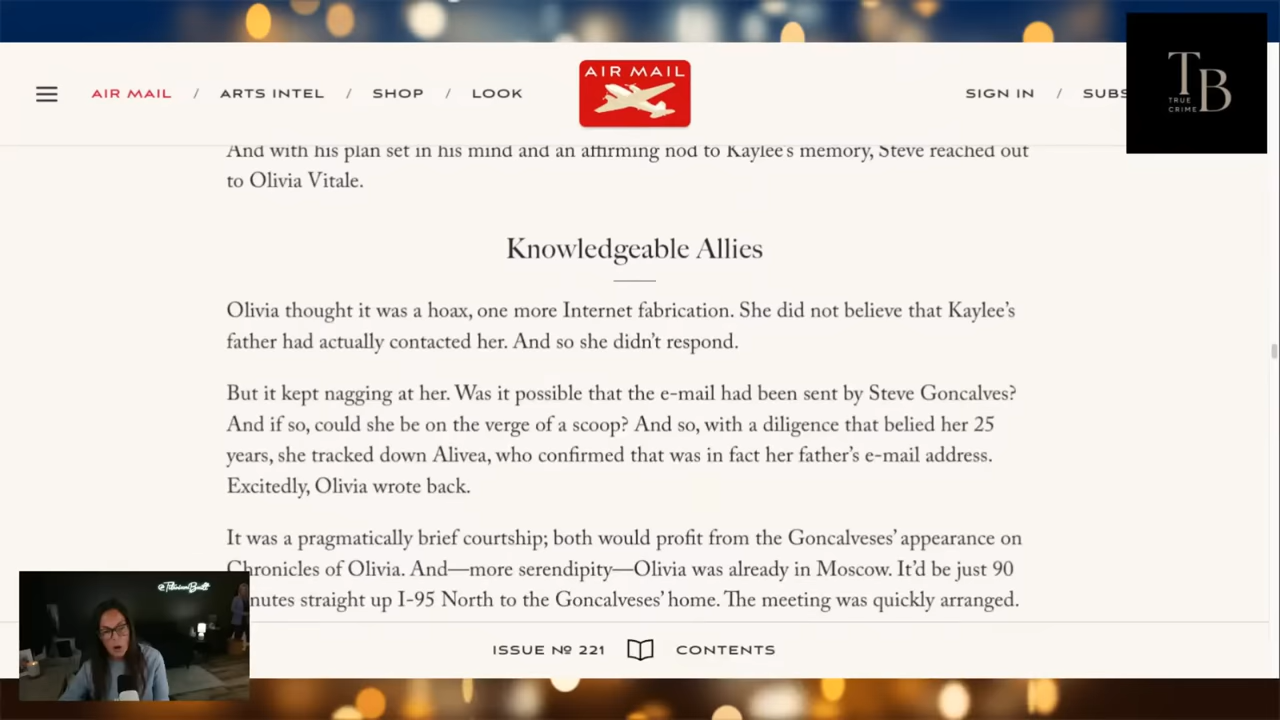 AIR MAIL / ARTS INTEL / SHOP / LOOK
AIR MAIL
SIGN IN / SUBS
TB
TRUE
CRIME
And with his plan set in his mind and an affirming nod to Kaylee's memory, Steve reached out
to Olivia Vitale.
Knowledgeable Allies
Olivia thought it was a hoax, one more Internet fabrication. She did not believe that Kaylee's
father had actually contacted her. And so she didn't respond.
But it kept nagging at her. Was it possible that the e-mail had been sent by Steve Goncalves?
And if so, could she be on the verge of a scoop? And so, with a diligence that belied her 25
years, she tracked down Alivea, who confirmed that was in fact her father's e-mail address.
Excitedly, Olivia wrote back.
It was a pragmatically brief courtship; both would profit from the Goncalveses' appearance on
Chronicles of Olivia. And—more serendipity—Olivia was already in Moscow. It'd be just 90
nutes straight up I-95 North to the Goncalveses' home. The meeting was quickly arranged.
ISSUE № 221 CONTENTS